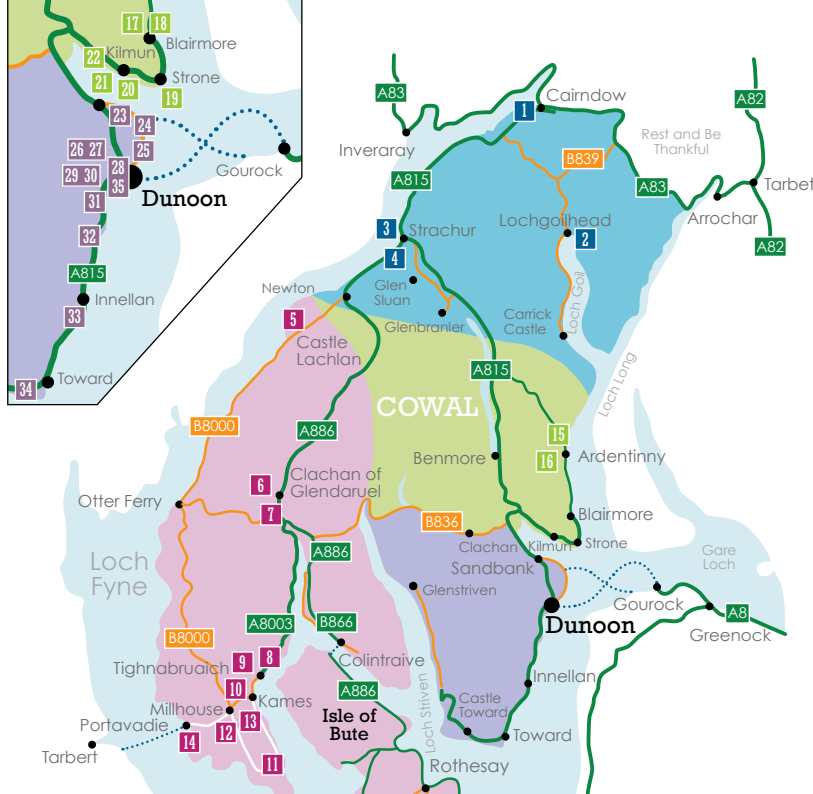 17 18
Blairmore
Kilmun
22
Strone
21
20
19
23
24
26 27
25
28
29 30
35
31
Dunoon
Gourock
32
A815
Innellan
33
Toward
34
A83
Cairndow
1
A82
Rest and Be
Thankful
Inveraray
B839
A815
A83
Tarbet
Arrochar
Lochgoilhead
3
Strachur
2
A82
4
Glen
Sluan
Newton
Loch Goil
Carrick
Castle
Glenbranler
5
Castle
Lachlan
A815
Loch Long
COWAL
B8000
A886
15
16
Ardentinny
Benmore
Clachan of
Glendaruel
6
Otter Ferry
7
B836
Blairmore
Clachan
Kilmun
Strone
A886
Sandbank
Gare
Loch
Loch
Fyne
Glenstriven
Gourock
A8
Dunoon
Greenock
A8003
B866
B8000
Colintraive
Tighnabruaich
9
8
Innellan
10
A886
Kames
Millhouse
Castle
Toward
Loch Striven
Isle of
Bute
Portavadie
13
12
14
Toward
Tarbert
11
Rothesay